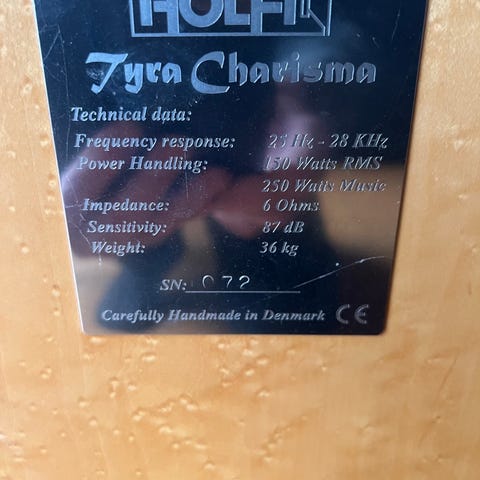 HOLFI
Tyra Charisma
Technical data:
Frequency response: 25 Hz - 28 KHz
Power Handling: 150 Watts RMS
250 Watts Music
Impedance: 6 Ohms
Sensitivity: 87 dB
Weight: 36 kg
SN: 072
Carefully Handmade in Denmark CE